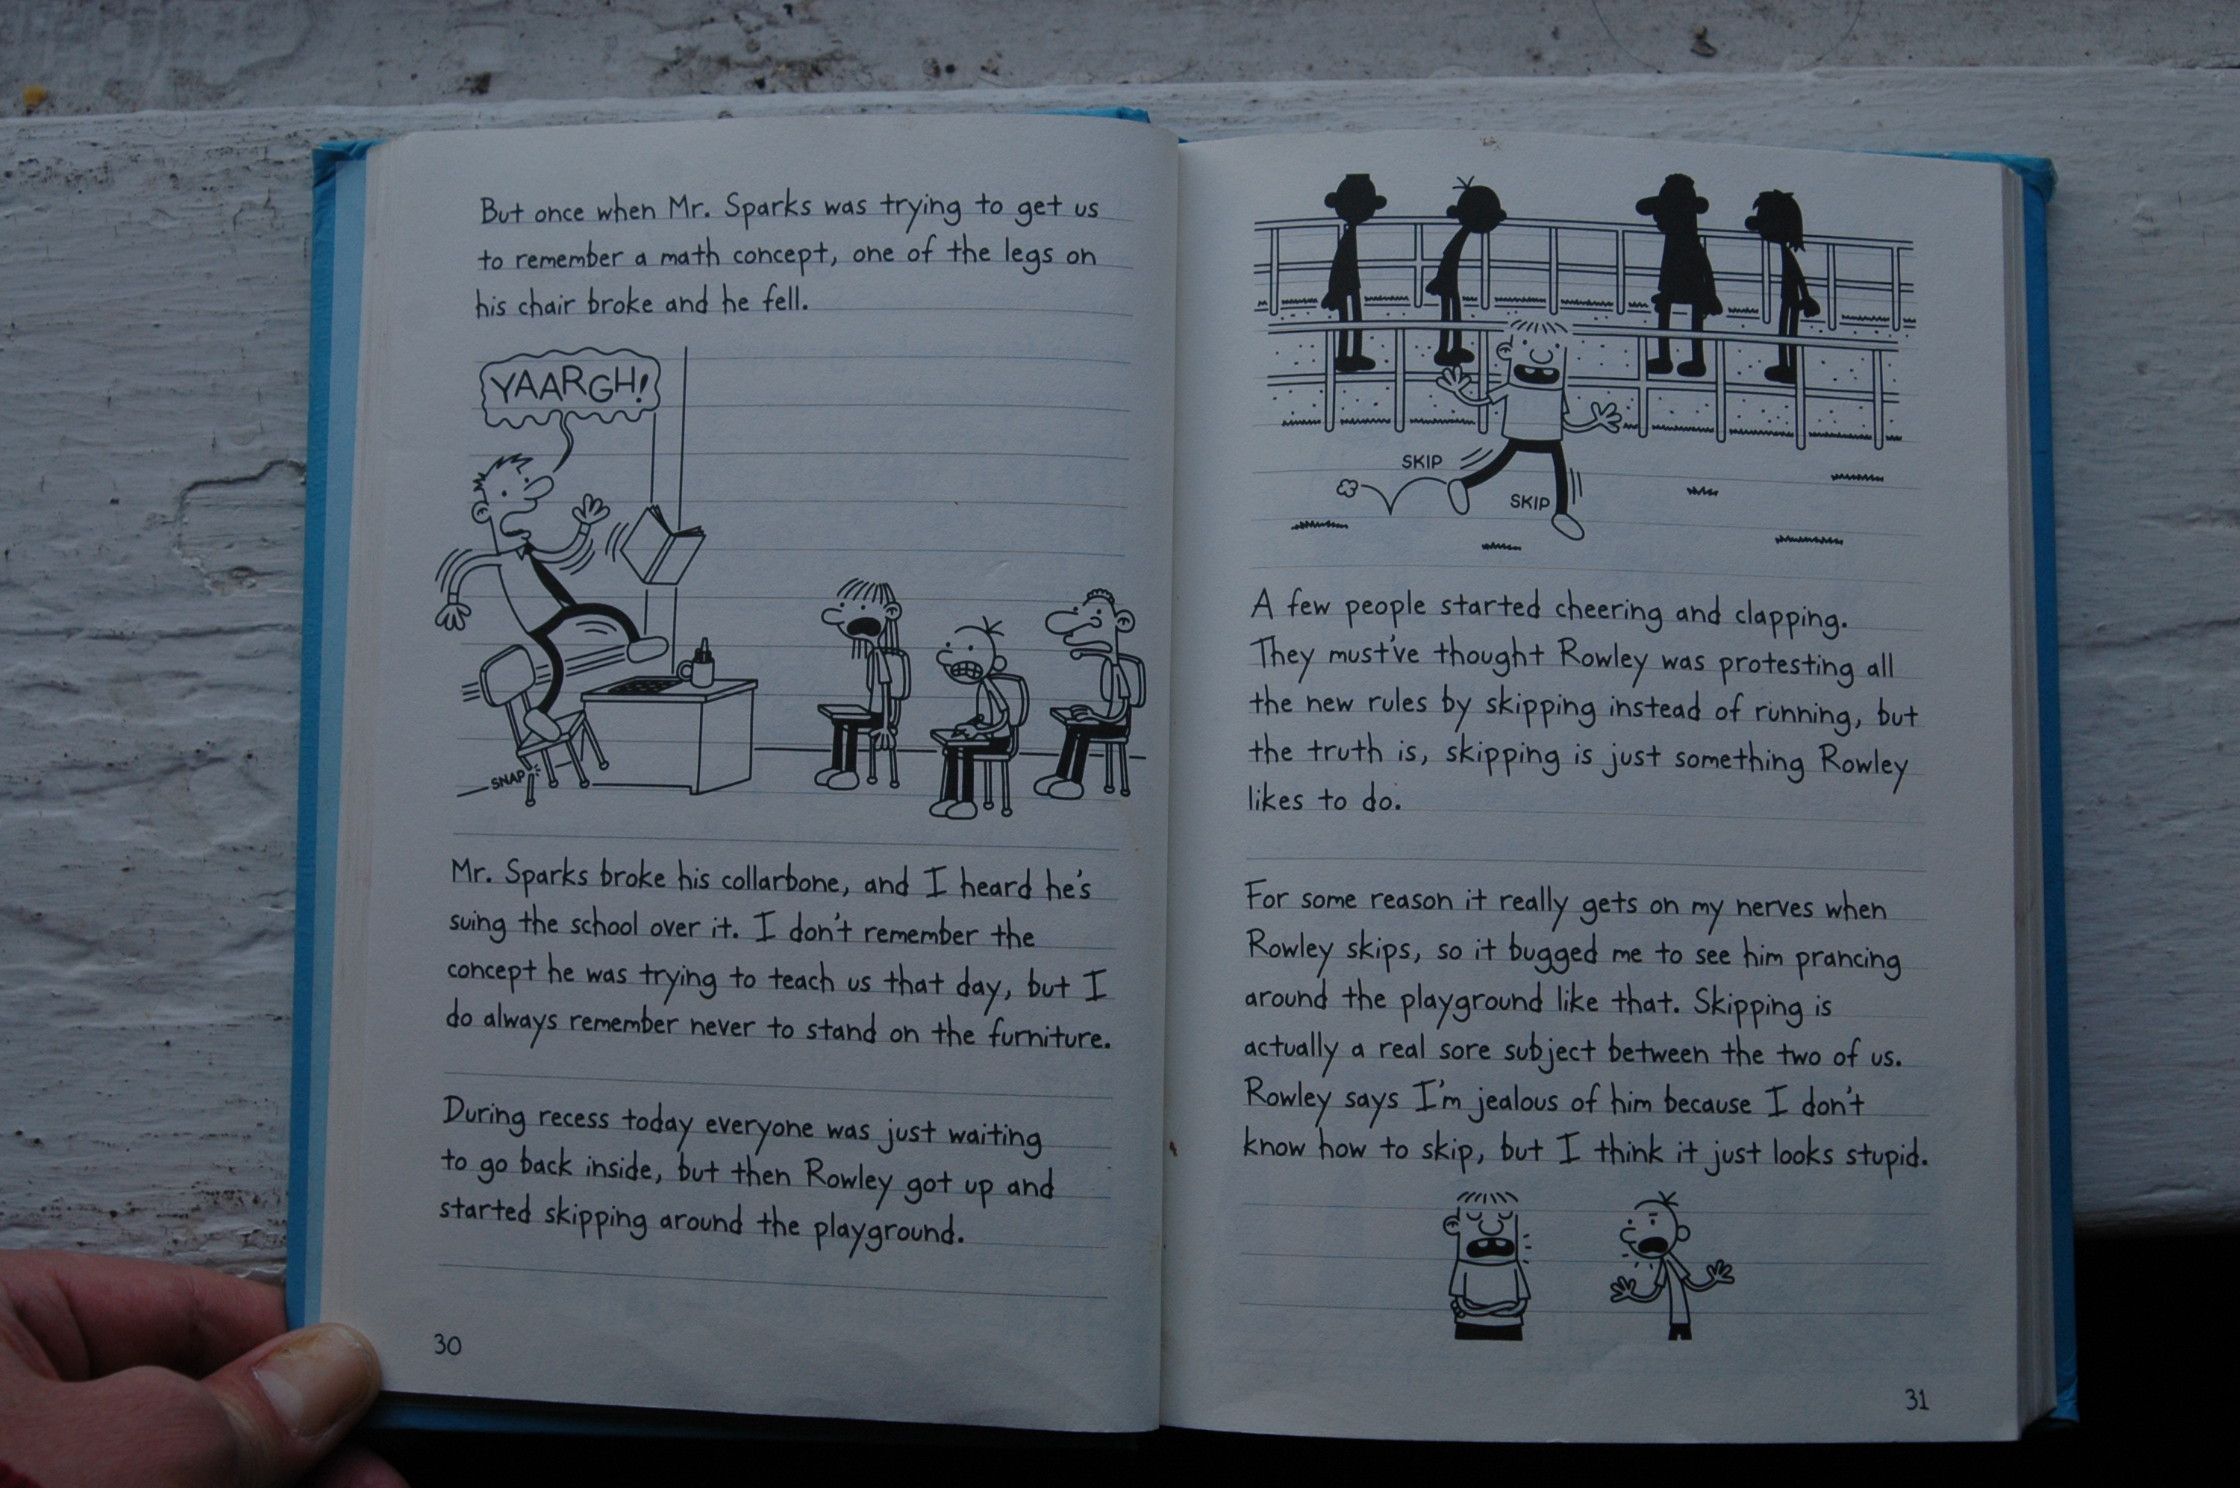 But once when Mr. Sparks was trying to get us
to remember a math concept, one of the legs on
his chair broke and he fell.
YAARGH!
SNAP
Mr. Sparks broke his collarbone, and I heard he's
suing the school over it. I don't remember the
concept he was trying to teach us that day, but I
do always remember never to stand on the furniture.
During recess today everyone was just waiting
to go back inside, but then Rowley got up and
started skipping around the playground.
30
SKIP
SKIP
A few people started cheering and clapping.
They must've thought Rowley was protesting all
the new rules by skipping instead of running, but
the truth is, skipping is just something Rowley
likes to do.
For some reason it really gets on my nerves when
Rowley skips, so it bugged me to see him prancing
around the playground like that. Skipping is
actually a real sore subject between the two of us.
Rowley says I'm jealous of him because I don't
know how to skip, but I think it just looks stupid.
31